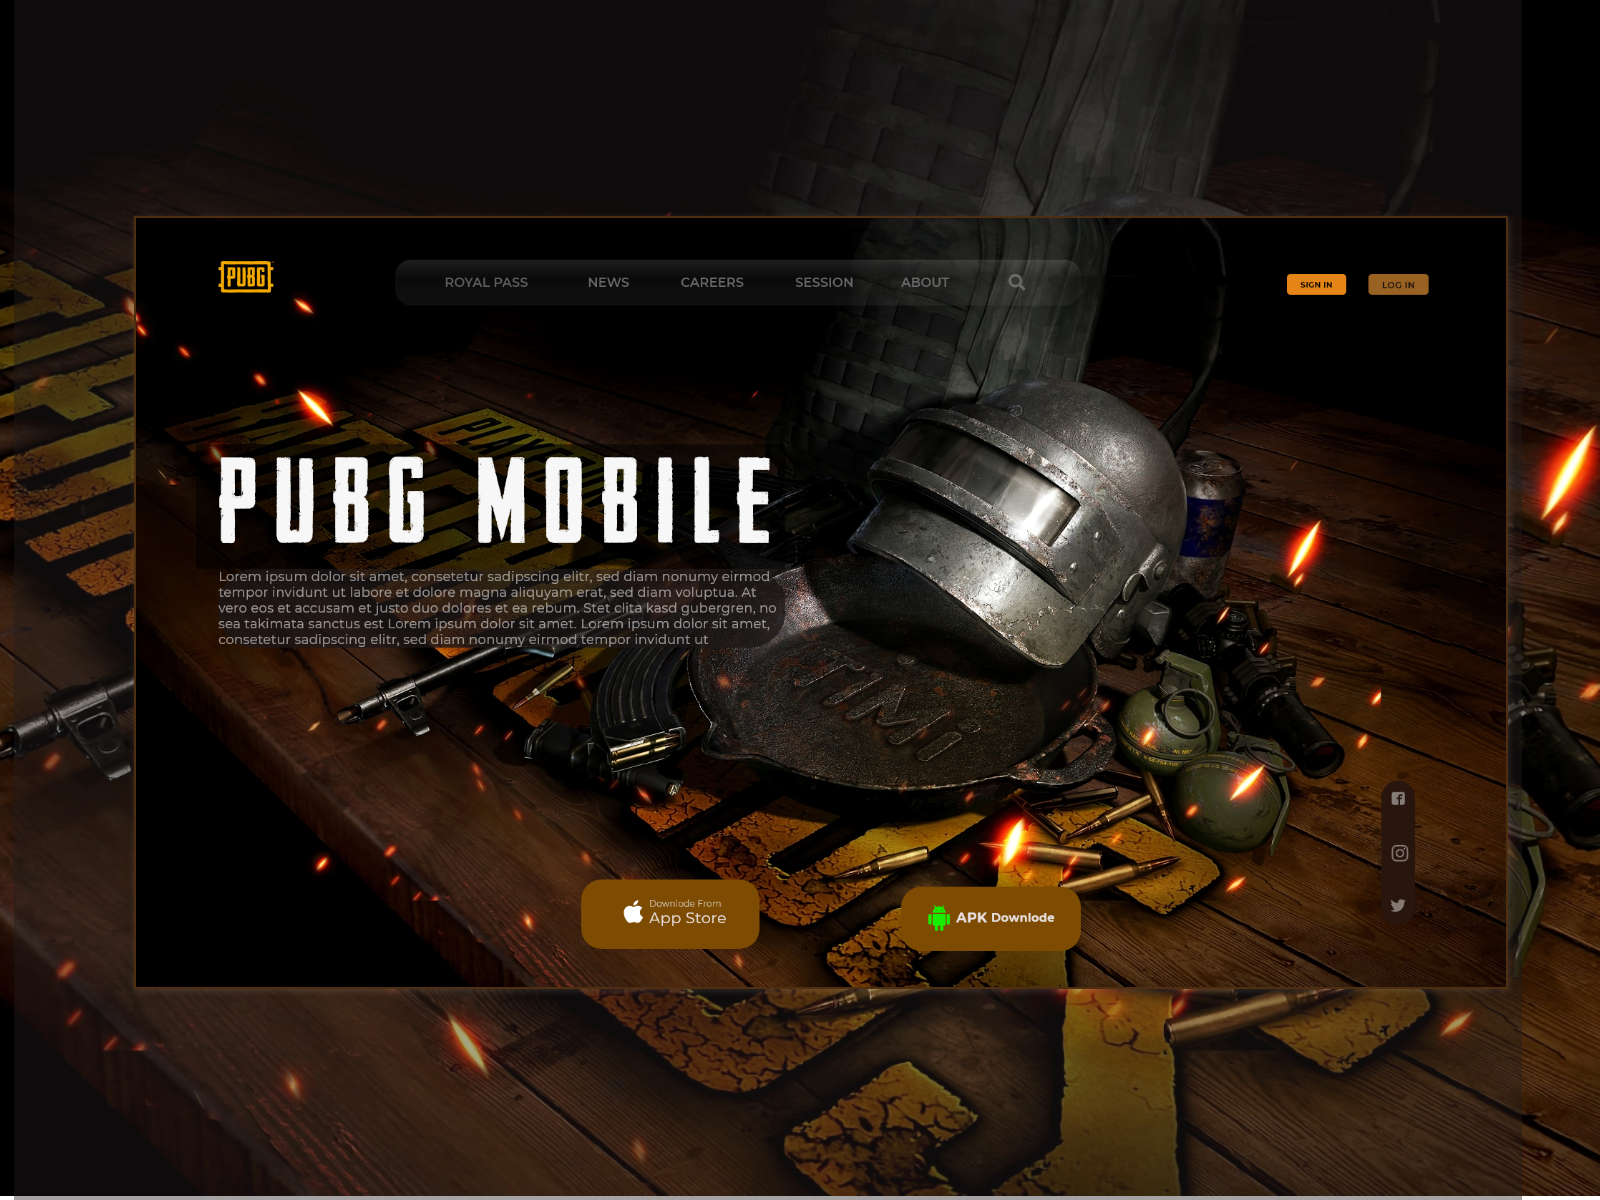 PUBG
ROYAL PASS NEWS CAREERS SESSION ABOUT
SIGN IN LOG IN
PLAY
PUBG MOBILE
Lorem ipsum dolor sit amet, consetetur sadipscing elitr, sed diam nonumy eirmod
tempor invidunt ut labore et dolore magna aliquyam erat, sed diam voluptua. At
vero eos et accusam et justo duo dolores et ea rebum. Stet clita kasd gubergren, no
sea takimata sanctus est Lorem ipsum dolor sit amet. Lorem ipsum dolor sit amet,
consetetur sadipscing elitr, sed diam nonumy eirmod tempor invidunt ut
TiMi
Downlode From
App Store
APK Downlode